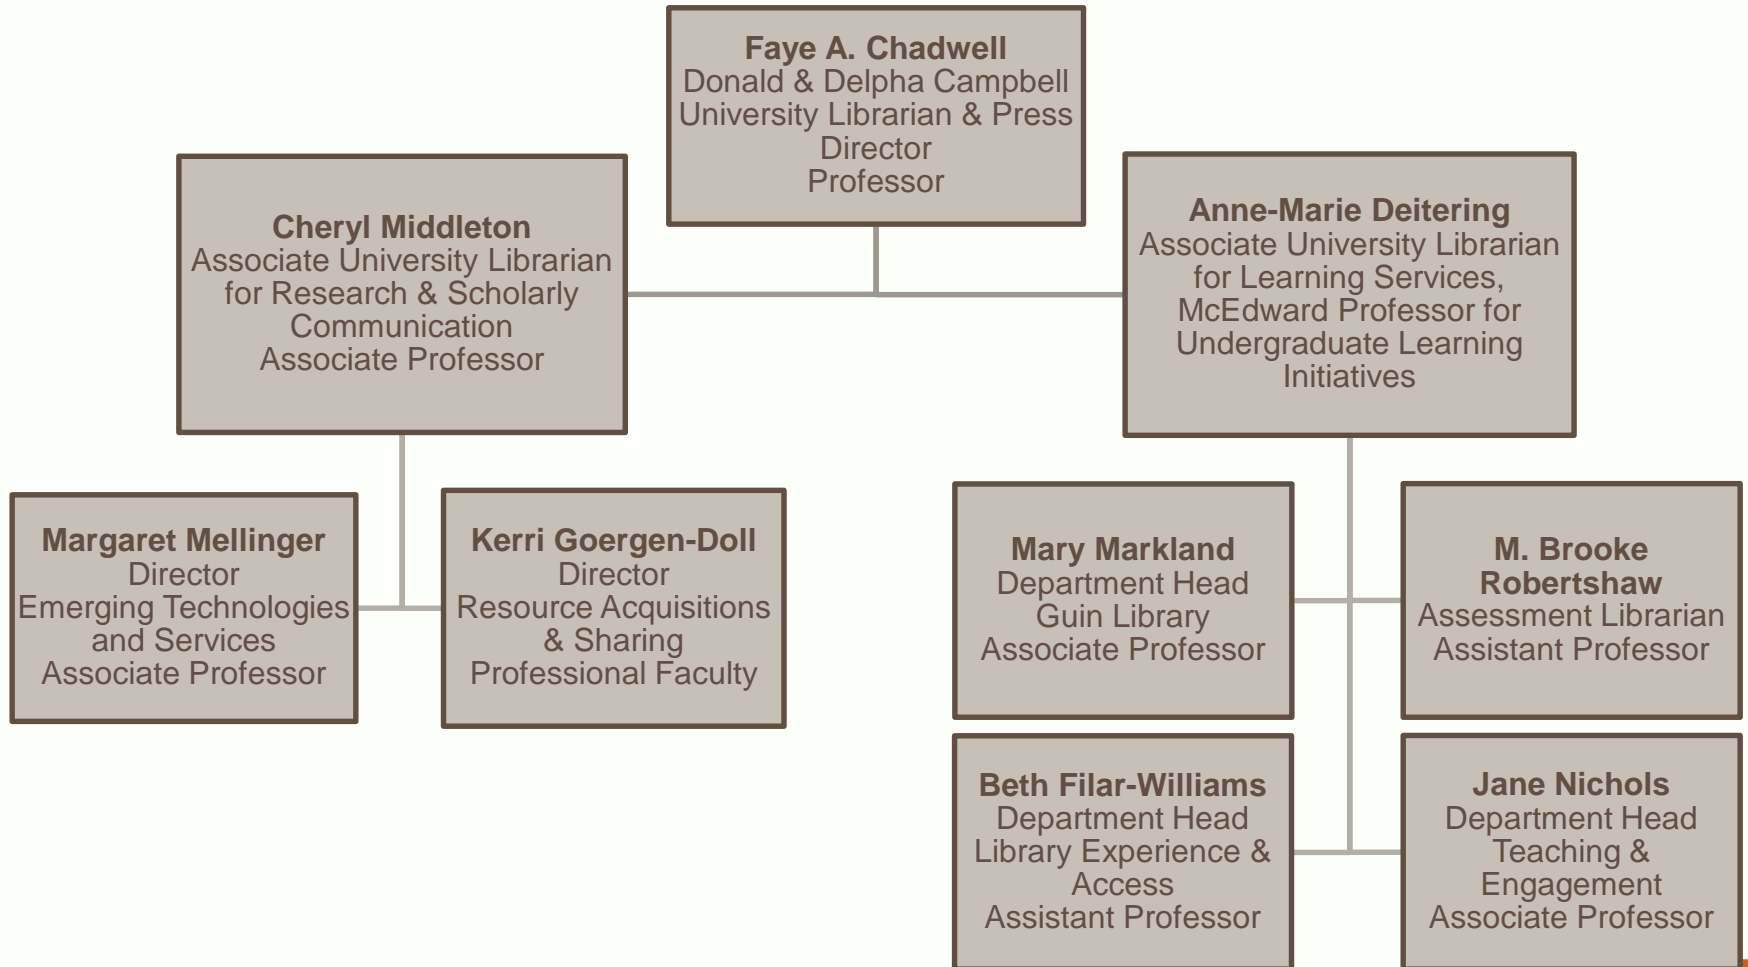 Faye A. Chadwell
Donald & Delpha Campbell
University Librarian & Press
Director
Professor
Cheryl Middleton
Associate University Librarian
for Research & Scholarly
Communication
Associate Professor
Anne-Marie Deitering
Associate University Librarian
for Learning Services,
McEdward Professor for
Undergraduate Learning
Initiatives
Margaret Mellinger
Director
Emerging Technologies
and Services
Associate Professor
Kerri Goergen-Doll
Director
Resource Acquisitions
& Sharing
Professional Faculty
Mary Markland
Department Head
Guin Library
Associate Professor
M. Brooke
Robertshaw
Assessment Librarian
Assistant Professor
Beth Filar-Williams
Department Head
Library Experience &
Access
Assistant Professor
Jane Nichols
Department Head
Teaching &
Engagement
Associate Professor